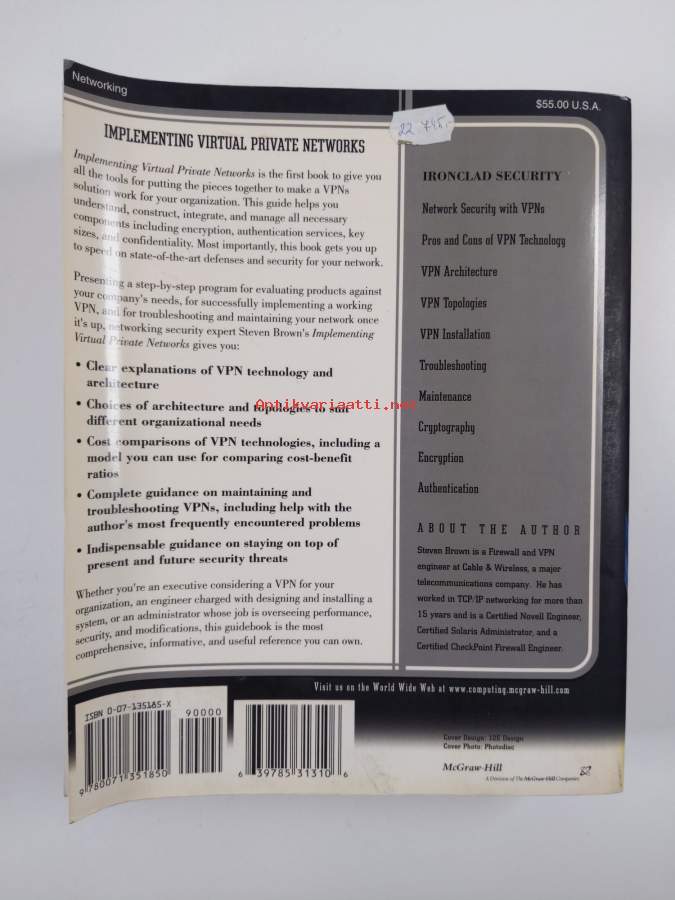 Networking
$55.00 U.S.A.
22 745,-
IMPLEMENTING VIRTUAL PRIVATE NETWORKS
Implementing Virtual Private Networks is the first book to give you
all the tools for putting the pieces together to make a VPNs
solution work for your organization. This guide helps you
understand, construct, integrate, and manage all necessary
components including encryption, authentication services, key
sizes, and confidentiality. Most importantly, this book gets you up
to speed on state-of-the-art defenses and security for your network.
Presenting a step-by-step program for evaluating products against
your company's needs, for successfully implementing a working
VPN, and for troubleshooting and maintaining your network once
it's up, networking security expert Steven Brown's Implementing
Virtual Private Networks gives you:
• Clear explanations of VPN technology and
architecture
• Choices of architecture and topologies to suit
different organizational needs
• Cost comparisons of VPN technologies, including a
model you can use for comparing cost-benefit
ratios
• Complete guidance on maintaining and
troubleshooting VPNs, including help with the
author's most frequently encountered problems
• Indispensable guidance on staying on top of
present and future security threats
Whether you're an executive considering a VPN for your
organization, an engineer charged with designing and installing a
system, or an administrator whose job is overseeing performance,
security, and modifications, this guidebook is the most
comprehensive, informative, and useful reference you can own.
IRONCLAD SECURITY
Network Security with VPNs
Pros and Cons of VPN Technology
VPN Architecture
VPN Topologies
VPN Installation
Troubleshooting
Maintenance
Cryptography
Encryption
Authentication
ABOUT THE AUTHOR
Steven Brown is a Firewall and VPN
engineer at Cable & Wireless, a major
telecommunications company. He has
worked in TCP/IP networking for more than
15 years and is a Certified Novell Engineer,
Certified Solaris Administrator, and a
Certified CheckPoint Firewall Engineer.
Antikvariaatti.net
Visit us on the World Wide Web at www.computing.mcgraw-hill.com
ISBN 0-07-135185-X
90000
9 780071 351850
6 39785 31310 6
Cover Design: 12E Design
Cover Photo: Photodisc
McGraw-Hill
A Division of The McGraw-Hill Companies